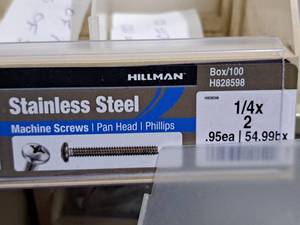 HILLMAN
Box/100
H828598
Stainless Steel
Machine Screws | Pan Head | Phillips
1/4x
2
.95ea | 54.99bx